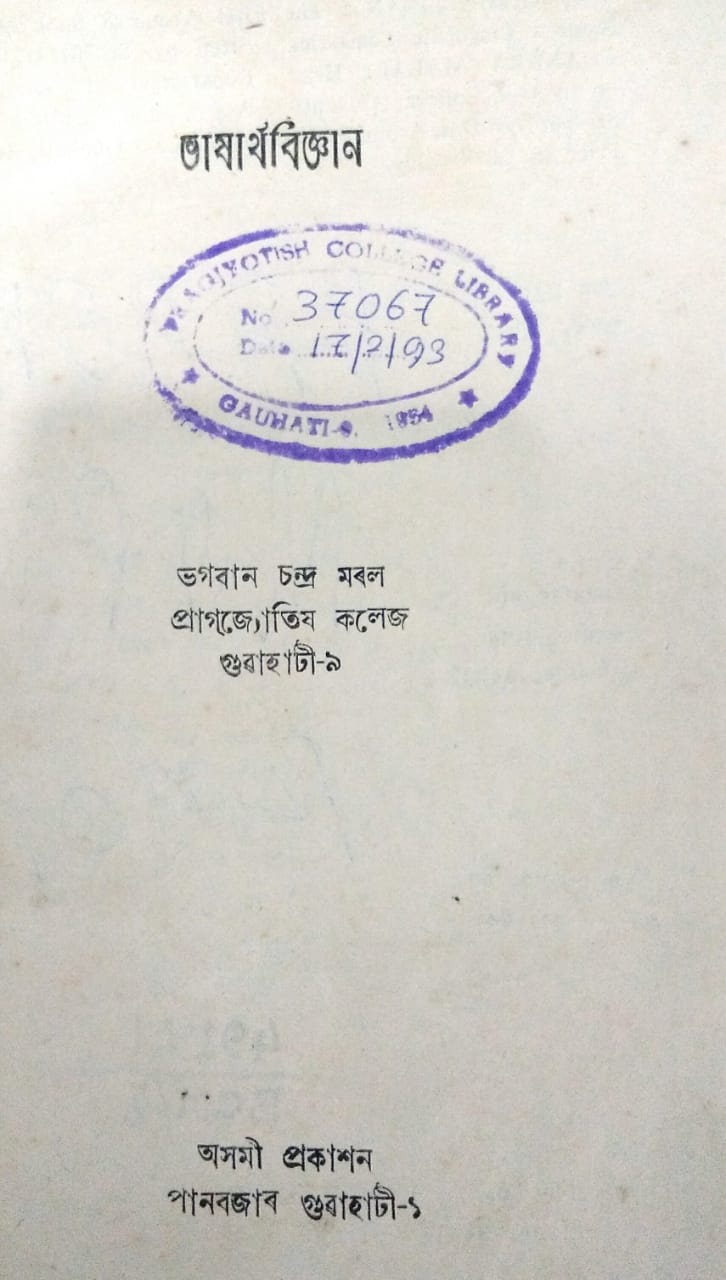 ভাষাৰ্থবিজ্ঞান
PRAGJYOTISH COLLEGE LIBRARY
No. 37067
Date 17/2/93
GAUHATI-9. 1954
ভগবান চন্দ্ৰ মৰল
প্ৰাগ্‌জ্যোতিষ কলেজ
গুৱাহাটী-৯
অসমী প্ৰকাশন
পানবজাৰ গুৱাহাটী-১